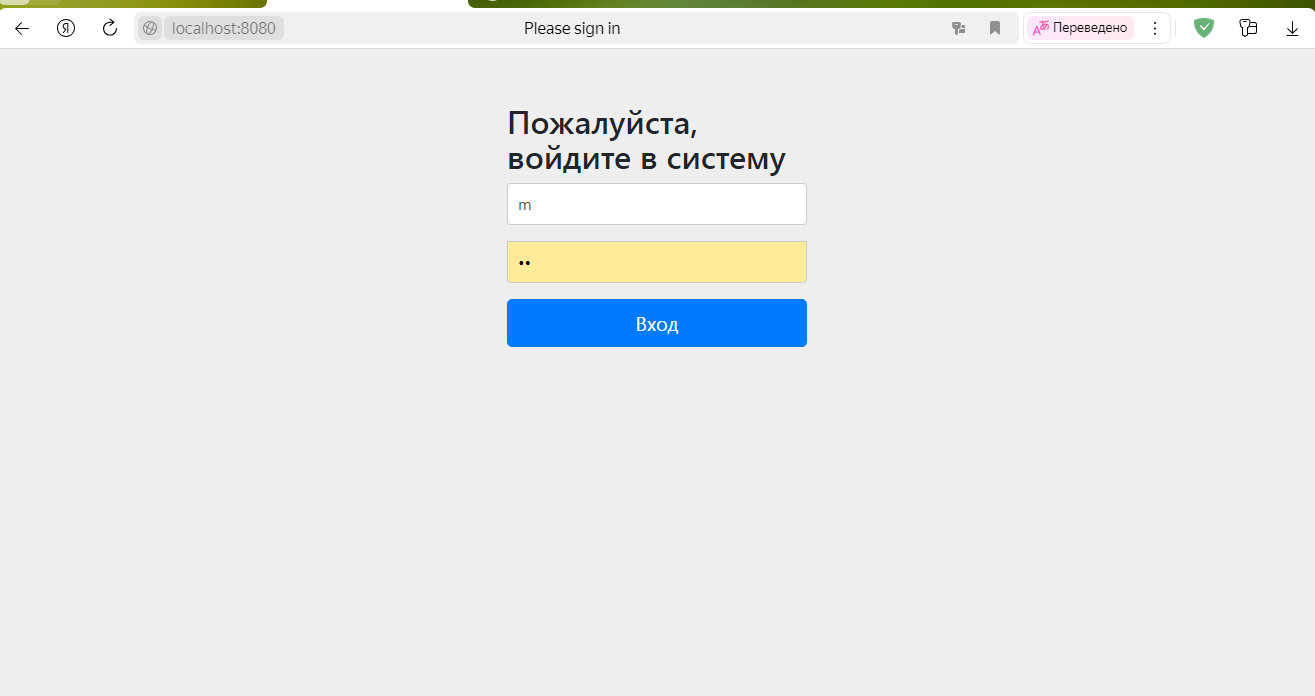 localhost:8080
Please sign in
Переведено
Пожалуйста,
войдите в систему
m
••
Вход